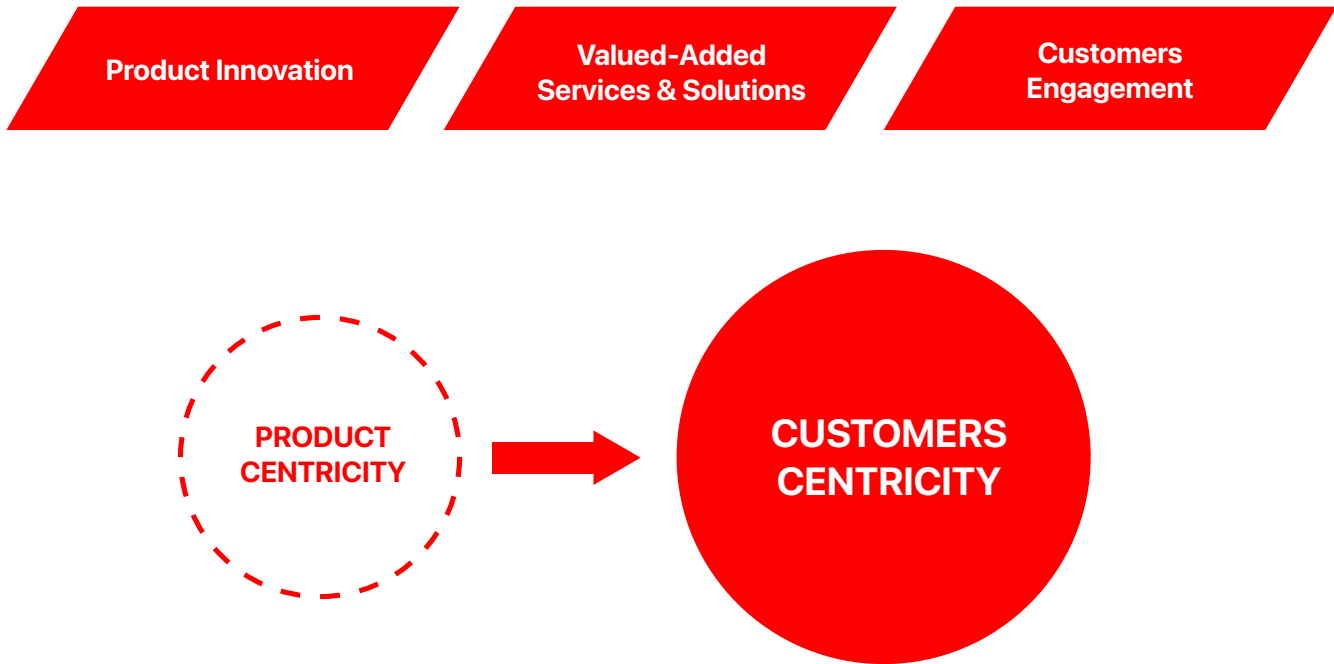 Product Innovation
Valued-Added
Services & Solutions
Customers
Engagement
PRODUCT
CENTRICITY
CUSTOMERS
CENTRICITY